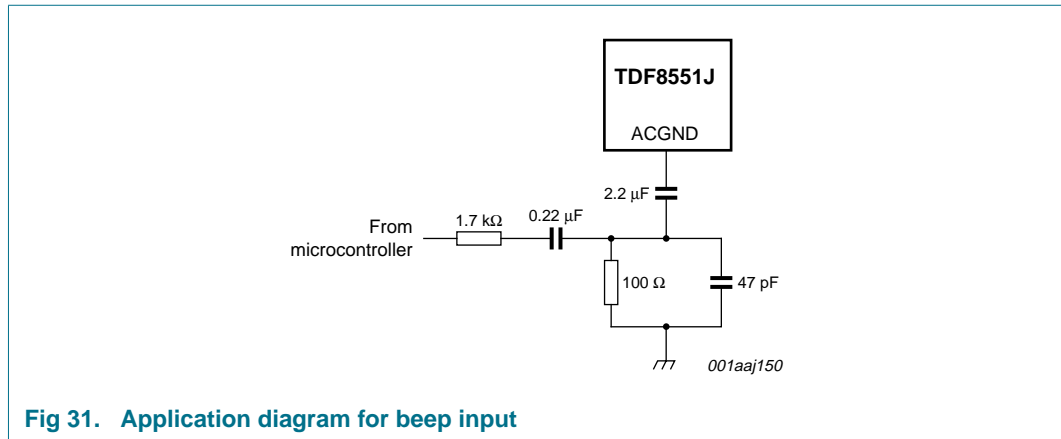 TDF8551J
ACGND
2.2 μF
From
microcontroller
1.7 kΩ
0.22 μF
100 Ω
47 pF
001aaj150
Fig 31. Application diagram for beep input